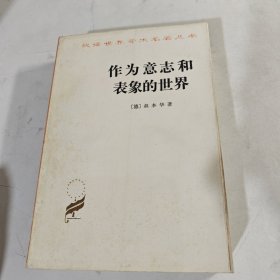 汉译世界学术名著丛书
作为意志和
表象的世界
〔德〕叔本华 著